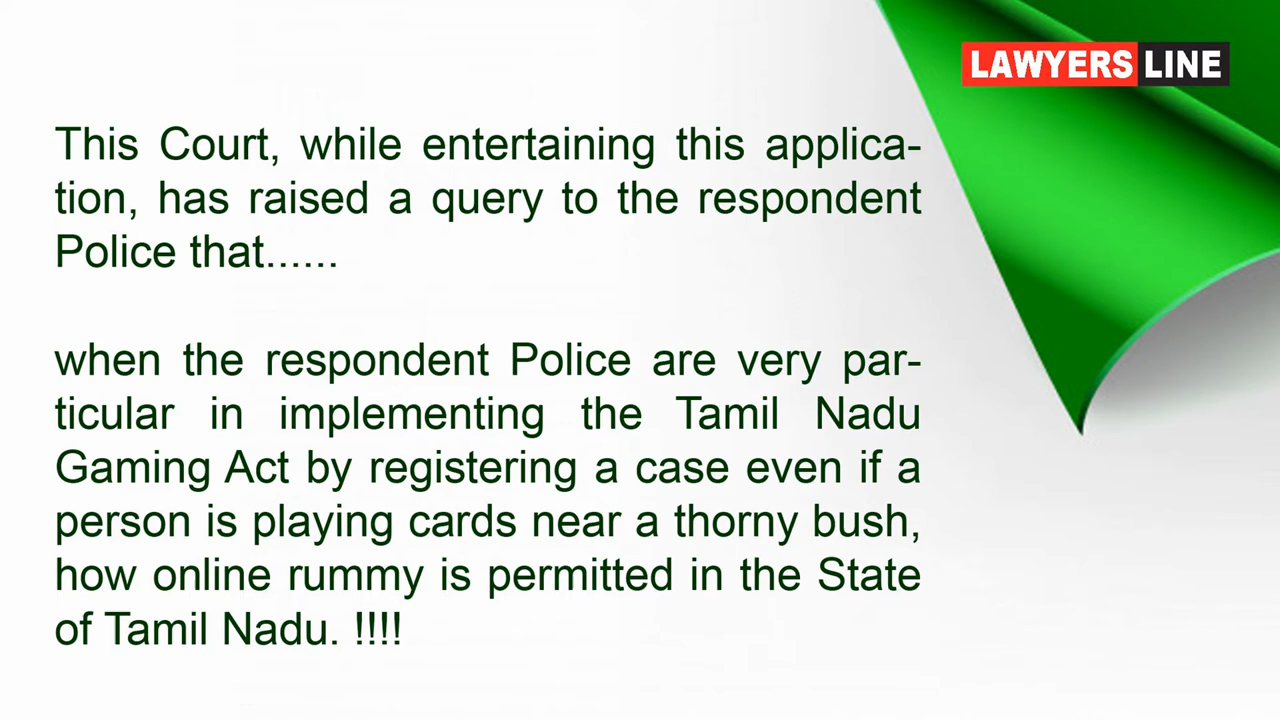 LAWYERS LINE
This Court, while entertaining this applica-
tion, has raised a query to the respondent
Police that......
when the respondent Police are very par-
ticular in implementing the Tamil Nadu
Gaming Act by registering a case even if a
person is playing cards near a thorny bush,
how online rummy is permitted in the State
of Tamil Nadu. !!!!